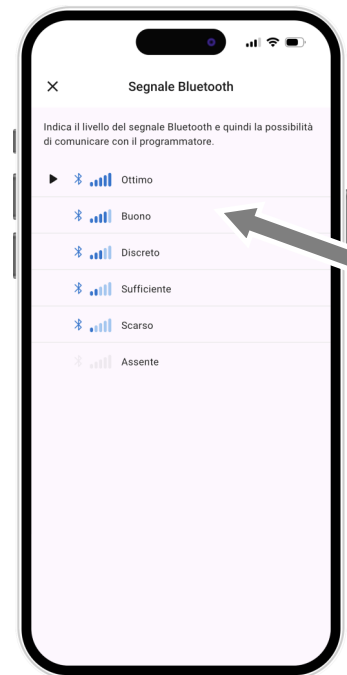 Segnale Bluetooth
Indica il livello del segnale Bluetooth e quindi la possibilità
di comunicare con il programmatore.
Ottimo
Buono
Discreto
Sufficiente
Scarso
Assente